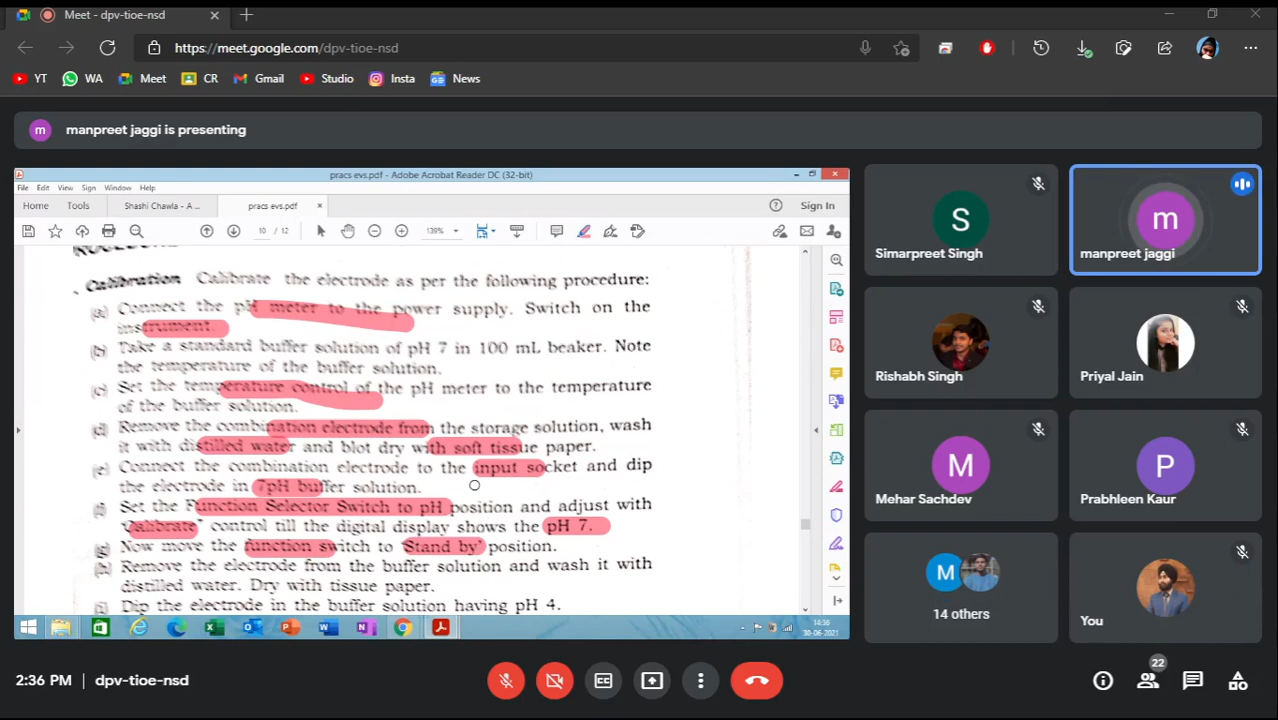 Meet - dpv-tioe-nsd
https://meet.google.com/dpv-tioe-nsd
YT WA Meet CR Gmail Studio Insta News
m manpreet jaggi is presenting
pracs evs.pdf - Adobe Acrobat Reader DC (32-bit)
File Edit View Sign Window Help
Home Tools Shashi Chawla - A ... pracs evs.pdf × Sign In
10 / 12 139%
Calibration Calibrate the electrode as per the following procedure:
(a) Connect the pH meter to the power supply. Switch on the
instrument.
(b) Take a standard buffer solution of pH 7 in 100 mL beaker. Note
the temperature of the buffer solution.
(c) Set the temperature control of the pH meter to the temperature
of the buffer solution.
(d) Remove the combination electrode from the storage solution, wash
it with distilled water and blot dry with soft tissue paper.
(e) Connect the combination electrode to the input socket and dip
the electrode in 7pH buffer solution.
(f) Set the Function Selector Switch to pH position and adjust with
'Calibrate" control till the digital display shows the pH 7.
(g) Now move the function switch to 'Stand by' position.
(h) Remove the electrode from the buffer solution and wash it with
distilled water. Dry with tissue paper.
(i) Dip the electrode in the buffer solution having pH 4.
14:36
30-06-2021
S
Simarpreet Singh
m
manpreet jaggi
Rishabh Singh
Priyal Jain
M
Mehar Sachdev
P
Prabhleen Kaur
M
14 others
You
2:36 PM dpv-tioe-nsd
CC
22